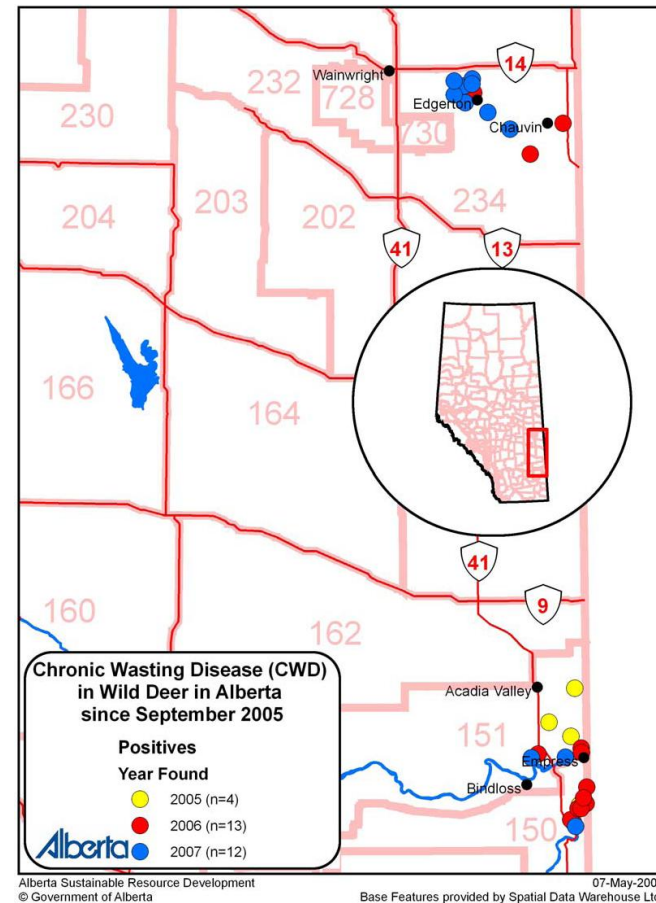 14
Wainwright
232
728
Edgerton
230
730
Chauvin
204
203
202
234
41
13
166
164
41
9
160
162
Chronic Wasting Disease (CWD)
in Wild Deer in Alberta
since September 2005
Positives
Year Found
2005 (n=4)
2006 (n=13)
2007 (n=12)
Alberta
Acadia Valley
151
Empress
Bindloss
150
Alberta Sustainable Resource Development
07-May-200
© Government of Alberta
Base Features provided by Spatial Data Warehouse Ltd